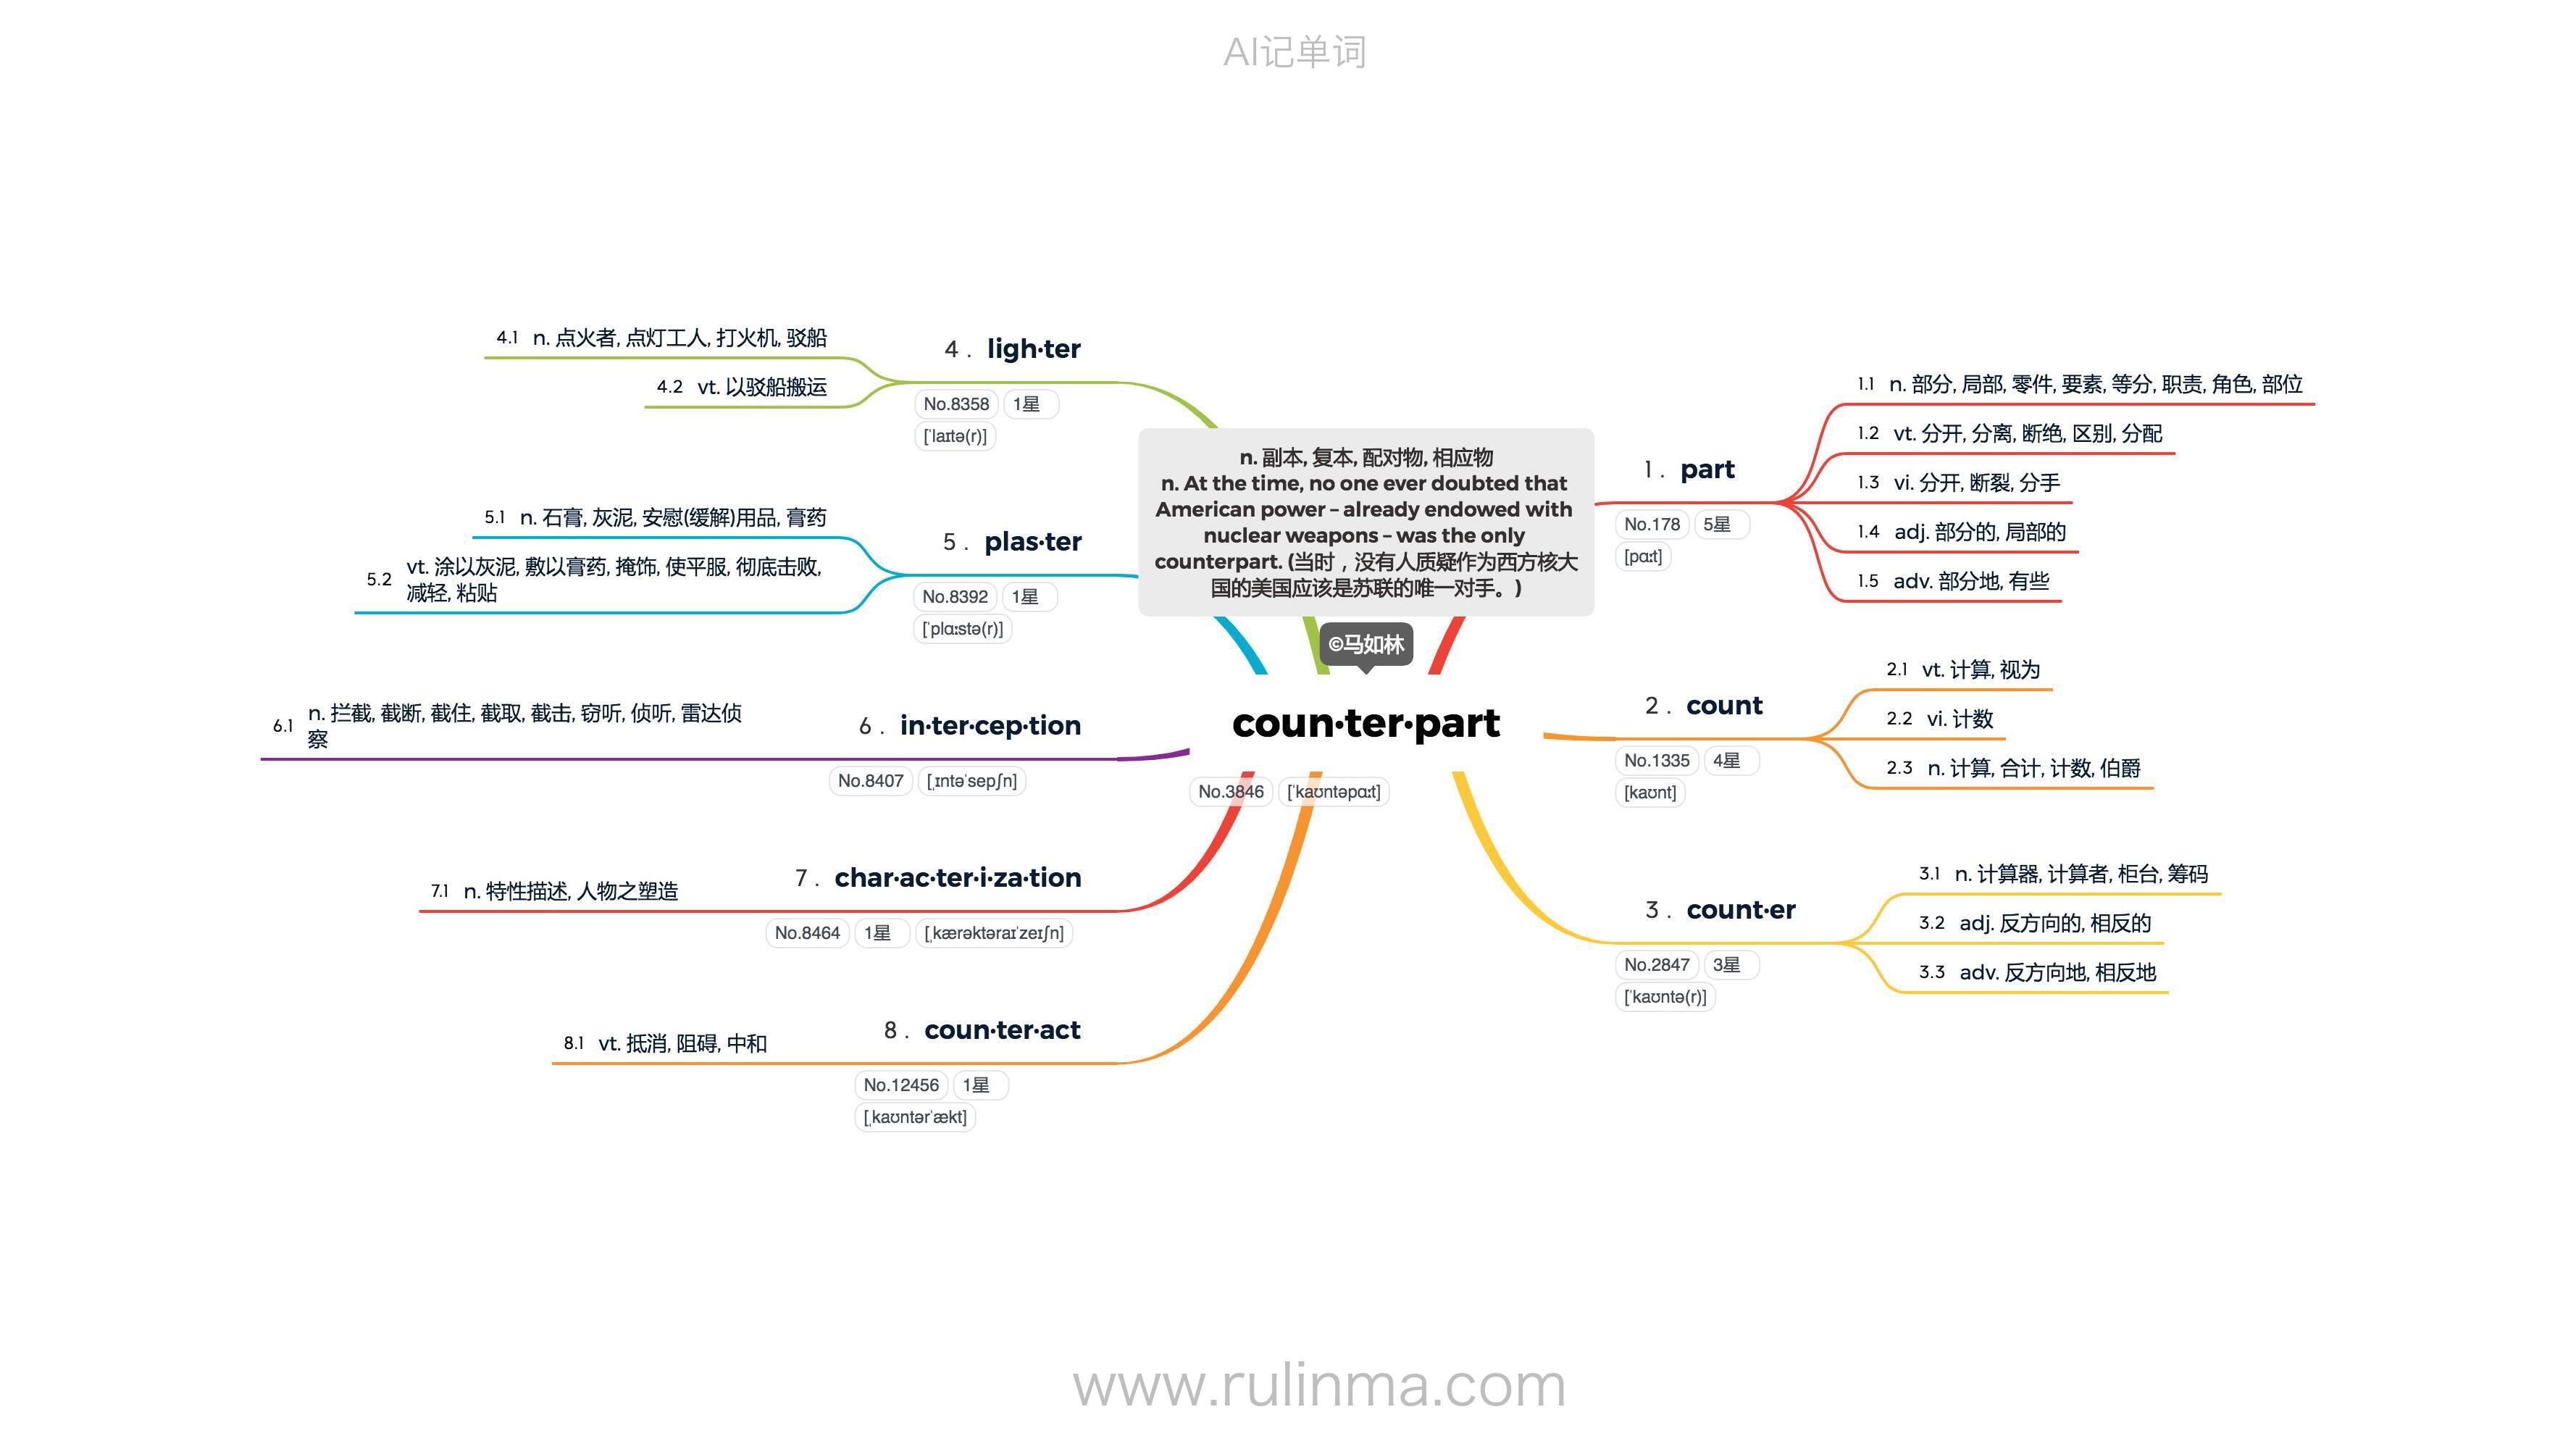 AI记单词
n. 副本, 复本, 配对物, 相应物
n. At the time, no one ever doubted that
American power – already endowed with
nuclear weapons – was the only
counterpart. (当时，没有人质疑作为西方核大
国的美国应该是苏联的唯一对手。)
©马如林
coun·ter·part
No.3846 [ˈkaʊntəpɑːt]
1. part
No.178 5星
[pɑːt]
1.1 n. 部分, 局部, 零件, 要素, 等分, 职责, 角色, 部位
1.2 vt. 分开, 分离, 断绝, 区别, 分配
1.3 vi. 分开, 断裂, 分手
1.4 adj. 部分的, 局部的
1.5 adv. 部分地, 有些
2. count
No.1335 4星
[kaʊnt]
2.1 vt. 计算, 视为
2.2 vi. 计数
2.3 n. 计算, 合计, 计数, 伯爵
3. count·er
No.2847 3星
[ˈkaʊntə(r)]
3.1 n. 计算器, 计算者, 柜台, 筹码
3.2 adj. 反方向的, 相反的
3.3 adv. 反方向地, 相反地
4. ligh·ter
No.8358 1星
[ˈlaɪtə(r)]
4.1 n. 点火者, 点灯工人, 打火机, 驳船
4.2 vt. 以驳船搬运
5. plas·ter
No.8392 1星
[ˈplɑːstə(r)]
5.1 n. 石膏, 灰泥, 安慰(缓解)用品, 膏药
5.2 vt. 涂以灰泥, 敷以膏药, 掩饰, 使平服, 彻底击败,
减轻, 粘贴
6. in·ter·cep·tion
No.8407 [ˌɪntəˈsepʃn]
6.1 n. 拦截, 截断, 截住, 截取, 截击, 窃听, 侦听, 雷达侦
察
7. char·ac·ter·i·za·tion
No.8464 1星 [ˌkærəktəraɪˈzeɪʃn]
7.1 n. 特性描述, 人物之塑造
8. coun·ter·act
No.12456 1星
[ˌkaʊntərˈækt]
8.1 vt. 抵消, 阻碍, 中和
www.rulinma.com